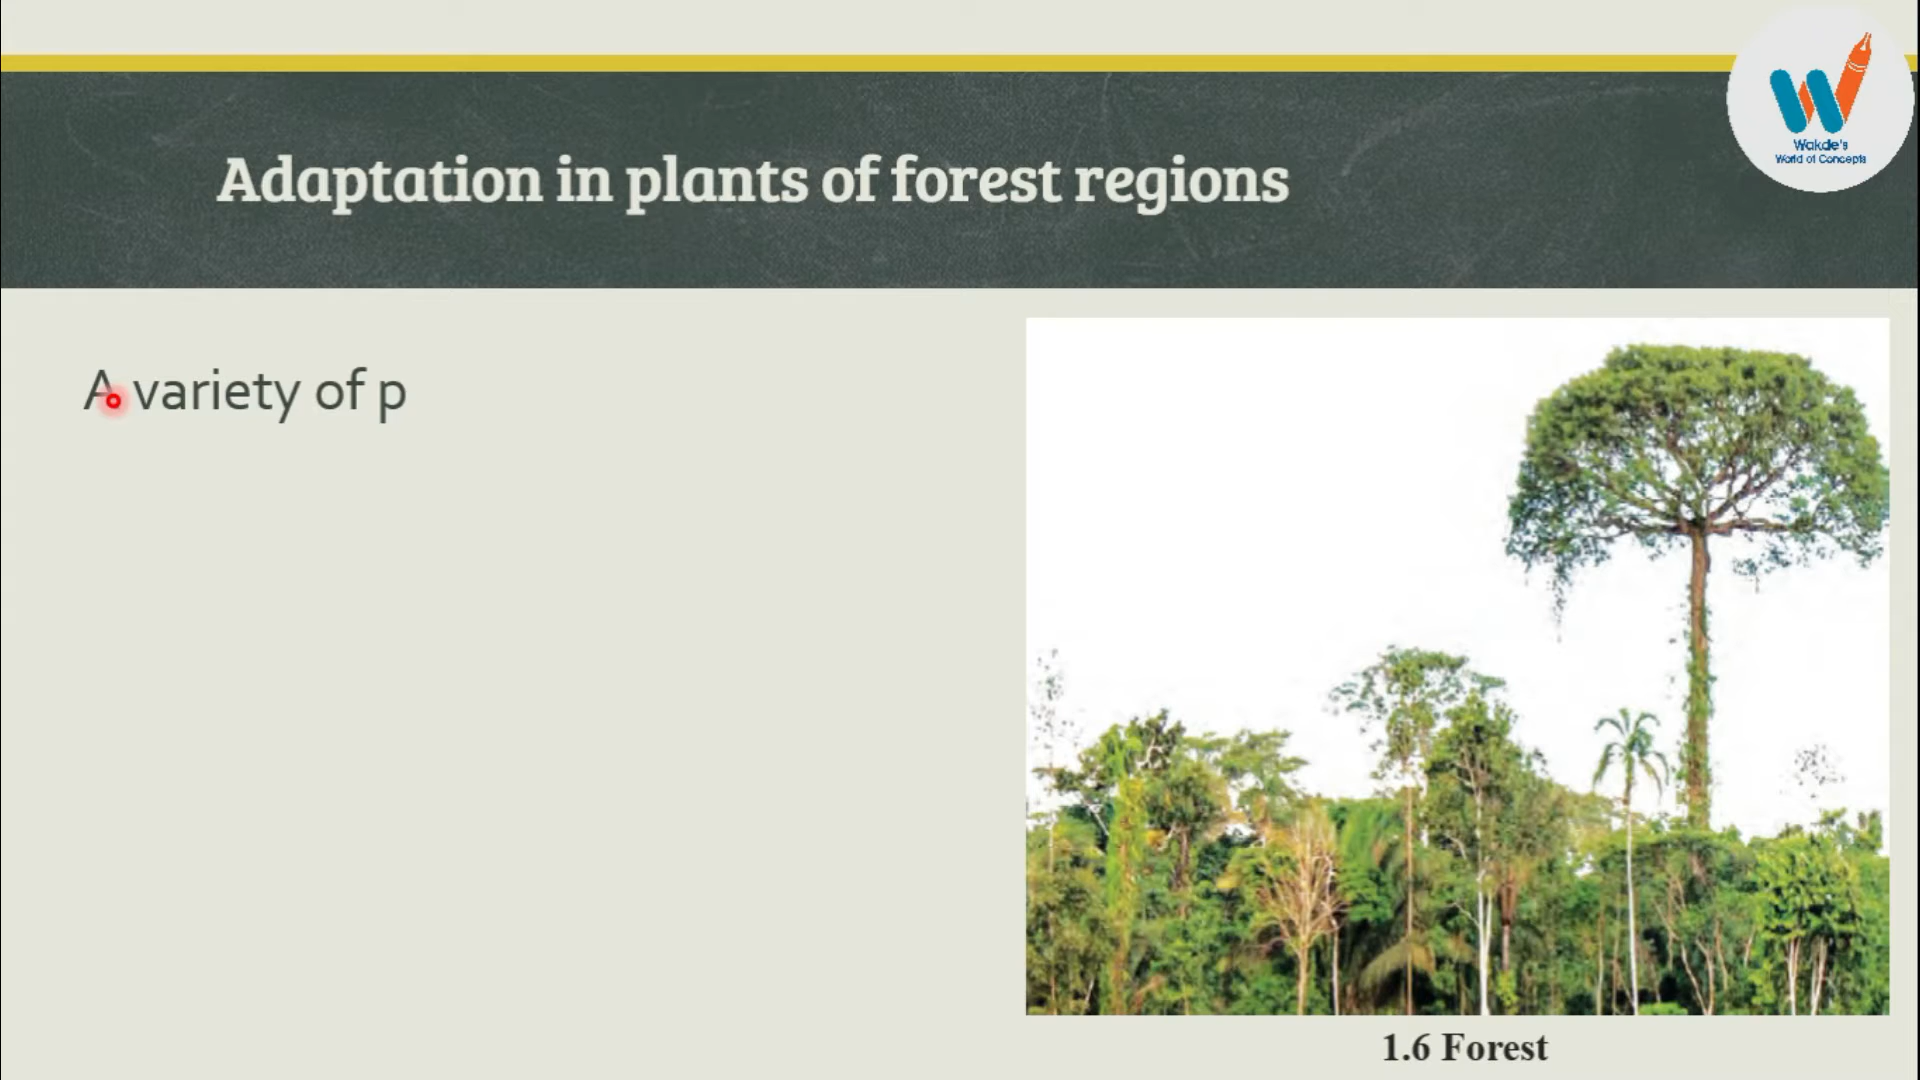 Wakde's
World of Concepts
Adaptation in plants of forest regions
A variety of p
1.6 Forest